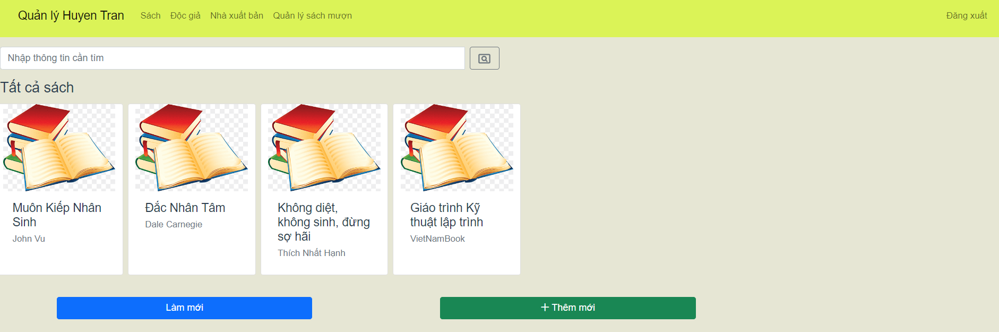 Quản lý Huyen Tran Sách Độc giả Nhà xuất bản Quản lý sách mượn Đăng xuất
Nhập thông tin cần tìm
Tất cả sách
Muôn Kiếp Nhân
Sinh
John Vu
Đắc Nhân Tâm
Dale Carnegie
Không diệt,
không sinh, đừng
sợ hãi
Thích Nhất Hạnh
Giáo trình Kỹ
thuật lập trình
VietNamBook
Làm mới
+ Thêm mới